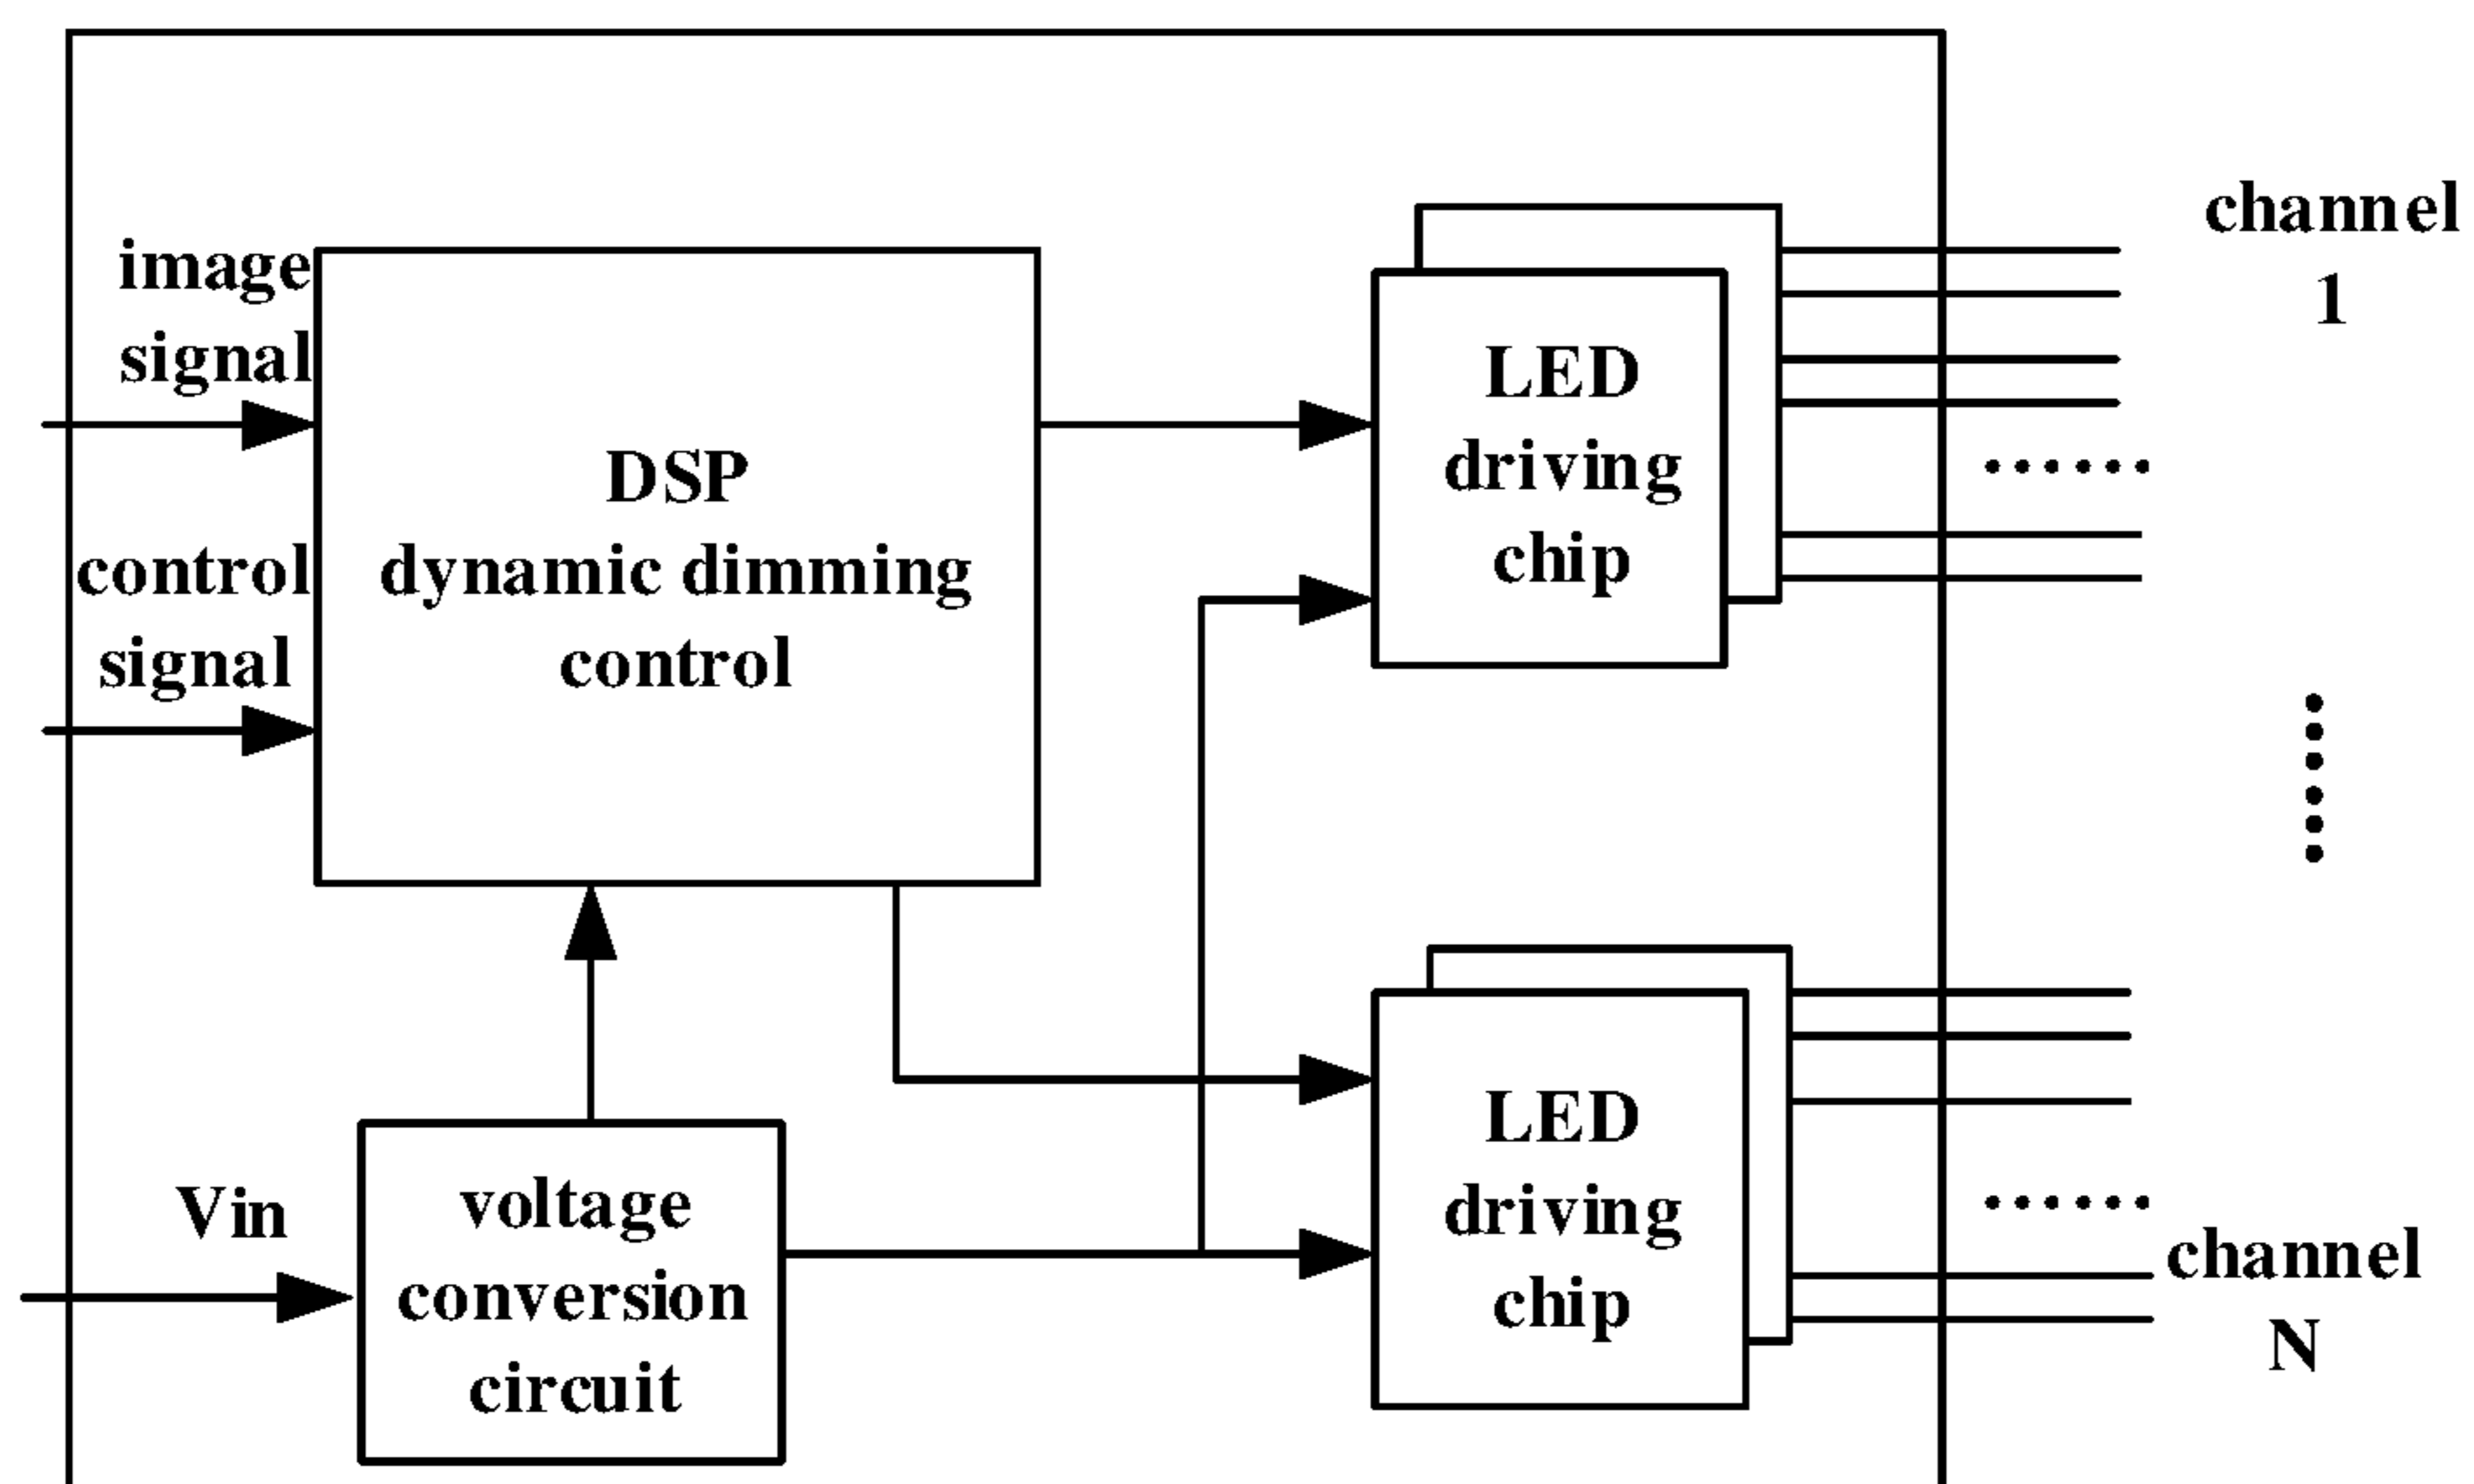 image
signal
control
signal
DSP
dynamic dimming
control
LED
driving
chip
channel
1
......
......
Vin
voltage
conversion
circuit
LED
driving
chip
......
channel
N